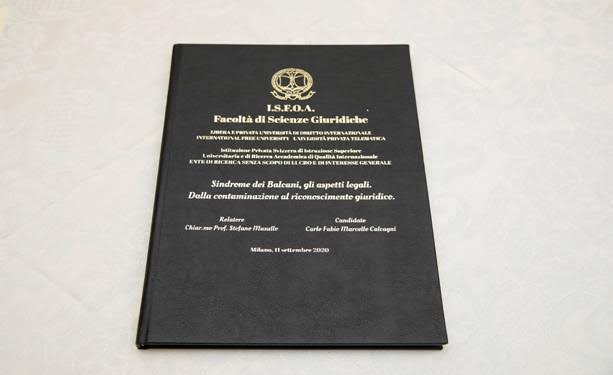 I.S.F.O.A.
Facoltà di Scienze Giuridiche
LIBERA E PRIVATA UNIVERSITÀ DI DIRITTO INTERNAZIONALE
INTERNATIONAL FREE UNIVERSITY UNIVERSITÀ PRIVATA TELEMATICA
Istituzione Privata Svizzera di Istruzione Superiore
Universitaria e di Ricerca Accademica di Qualità Internazionale
ENTE DI RICERCA SENZA SCOPO DI LUCRO E DI INTERESSE GENERALE
Sindrome dei Balcani, gli aspetti legali.
Dalla contaminazione al riconoscimento giuridico.
Relatore Candidato
Chiar.mo Prof. Stefano Masullo Carlo Fabio Marcello Calcagni
Milano, 11 settembre 2020